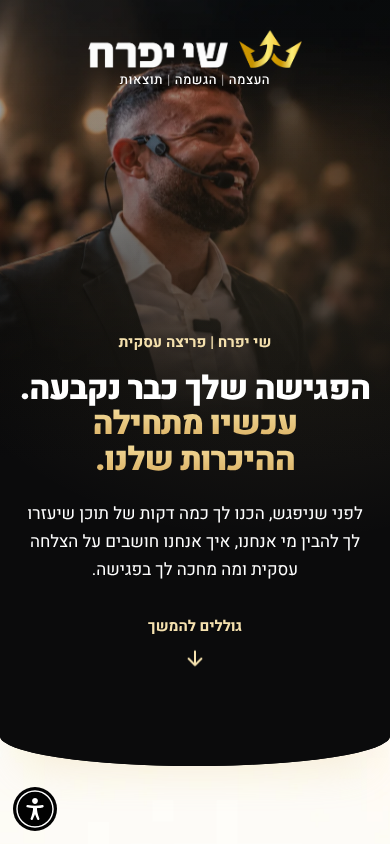 שי יפרח
העצמה | הגשמה | תוצאות
שי יפרח | פריצה עסקית
הפגישה שלך כבר נקבעה.
עכשיו מתחילה
ההיכרות שלנו.
לפני שניפגש, הכנו לך כמה דקות של תוכן שיעזרו
לך להבין מי אנחנו, איך אנחנו חושבים על הצלחה
עסקית ומה מחכה לך בפגישה.
גוללים להמשך